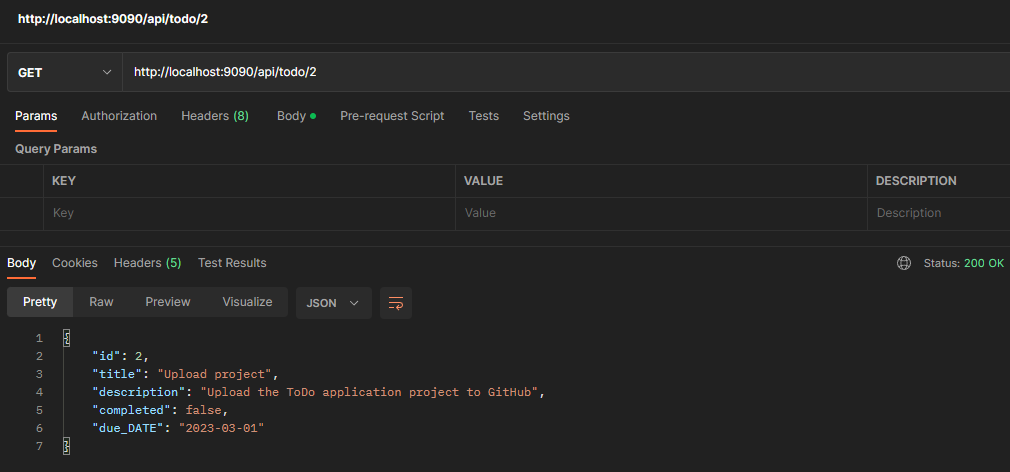 http://localhost:9090/api/todo/2
GET http://localhost:9090/api/todo/2
Params Authorization Headers (8) Body Pre-request Script Tests Settings
Query Params
KEY VALUE DESCRIPTION
Key Value Description
Body Cookies Headers (5) Test Results Status: 200 OK
Pretty Raw Preview Visualize JSON
1 {
2 "id": 2,
3 "title": "Upload project",
4 "description": "Upload the ToDo application project to GitHub",
5 "completed": false,
6 "due_DATE": "2023-03-01"
7 }